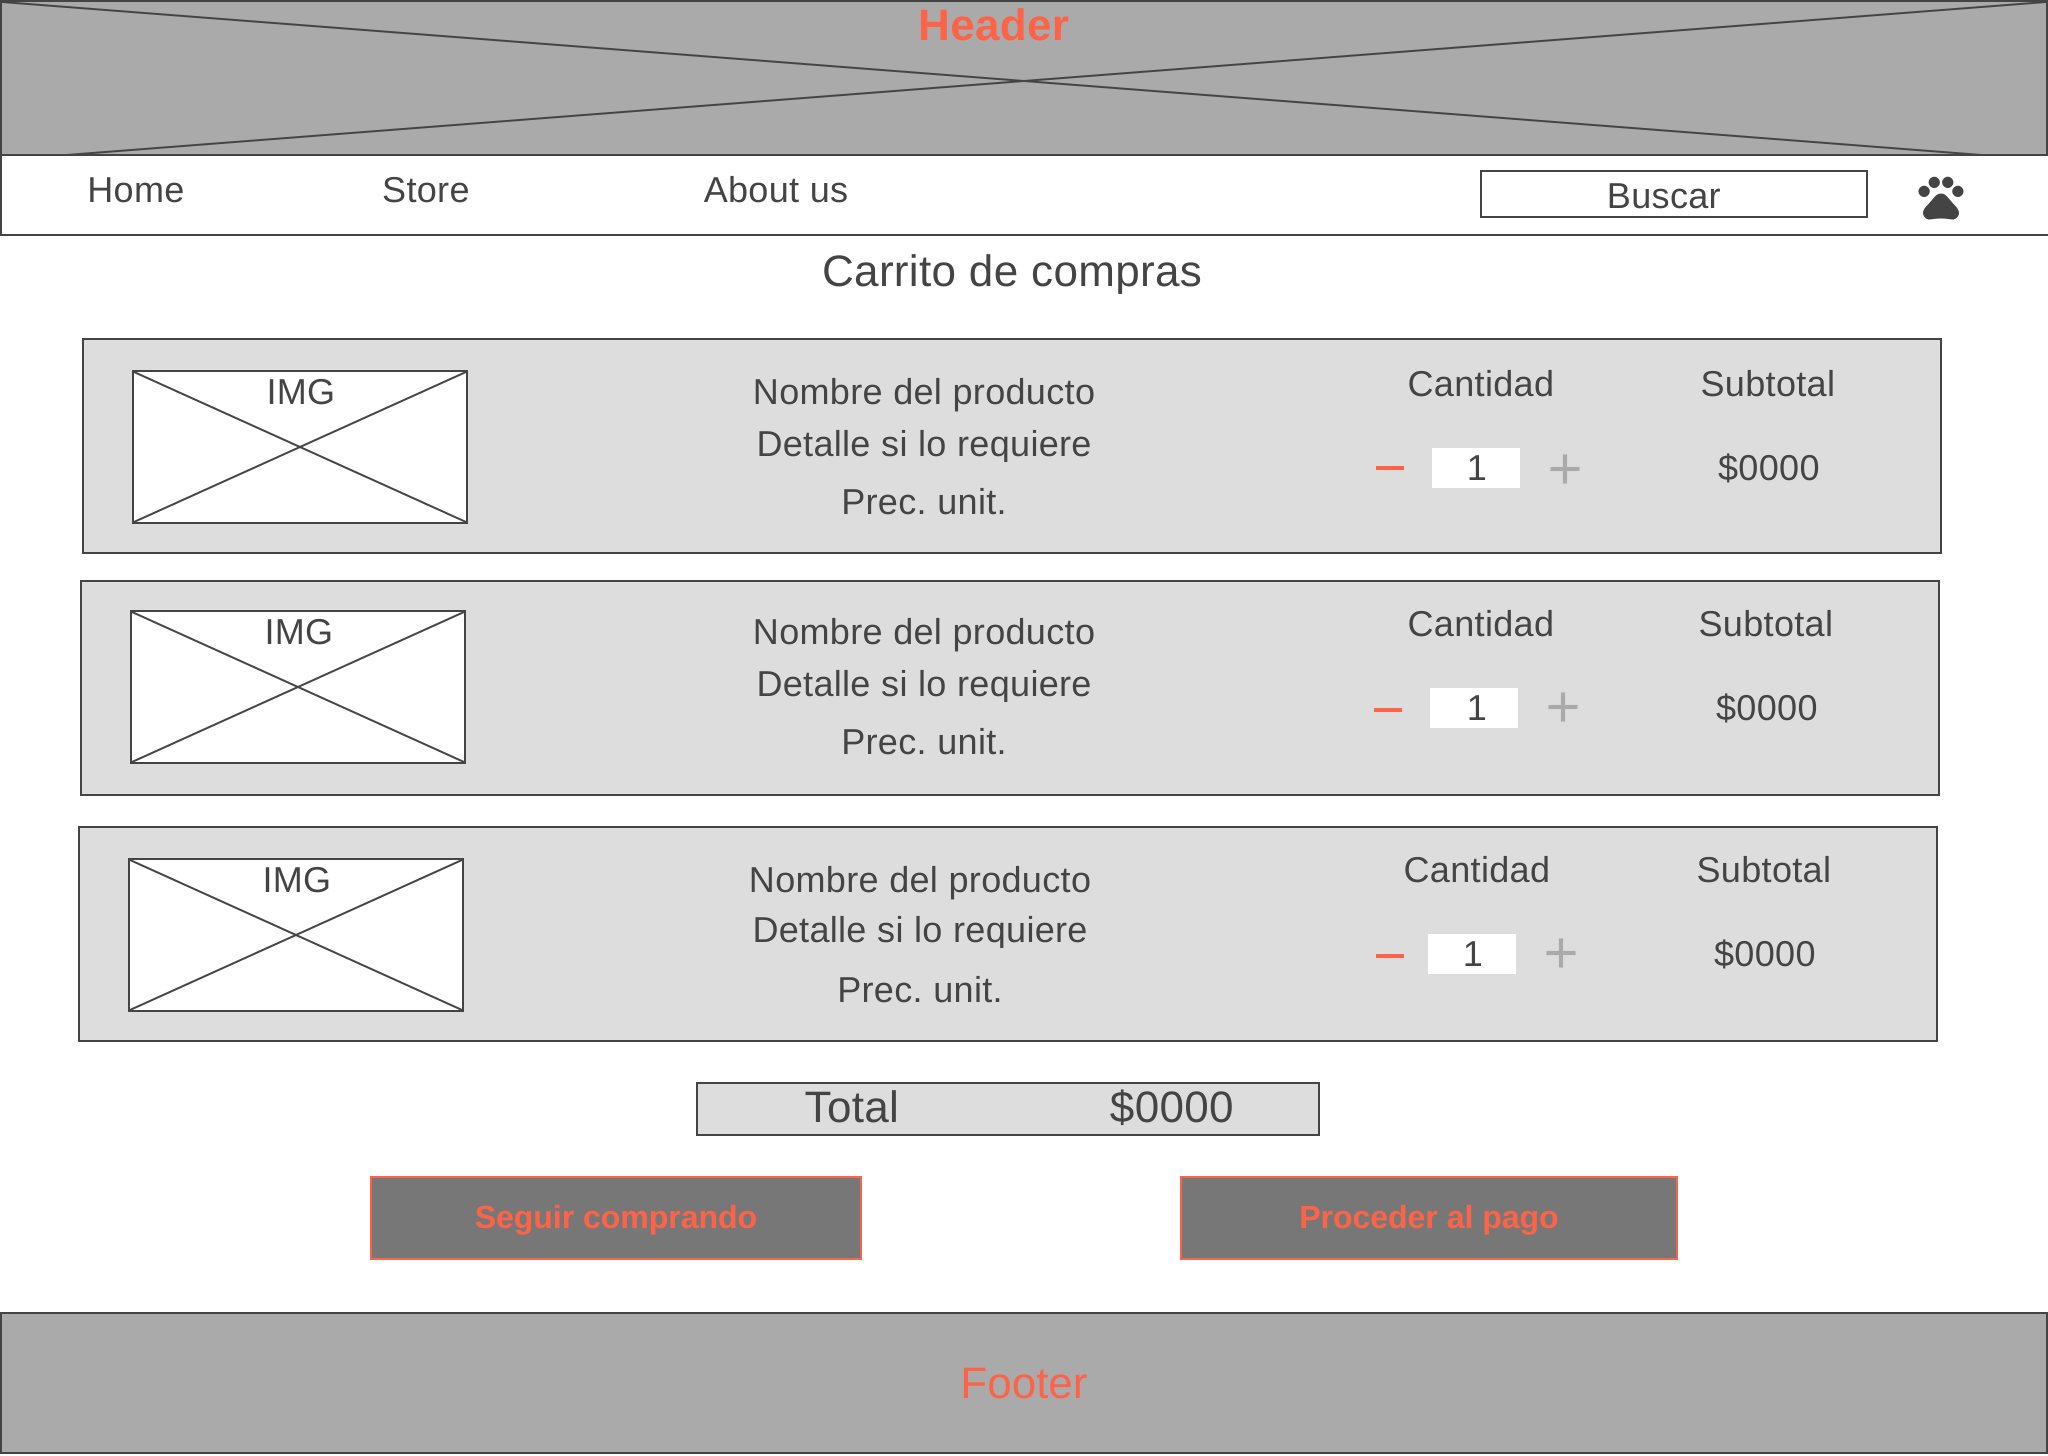 Header
Home
Store
About us
Buscar
Carrito de compras
IMG
Nombre del producto
Detalle si lo requiere
Prec. unit.
Cantidad
1
Subtotal
$0000
IMG
Nombre del producto
Detalle si lo requiere
Prec. unit.
Cantidad
1
Subtotal
$0000
IMG
Nombre del producto
Detalle si lo requiere
Prec. unit.
Cantidad
1
Subtotal
$0000
Total $0000
Seguir comprando
Proceder al pago
Footer